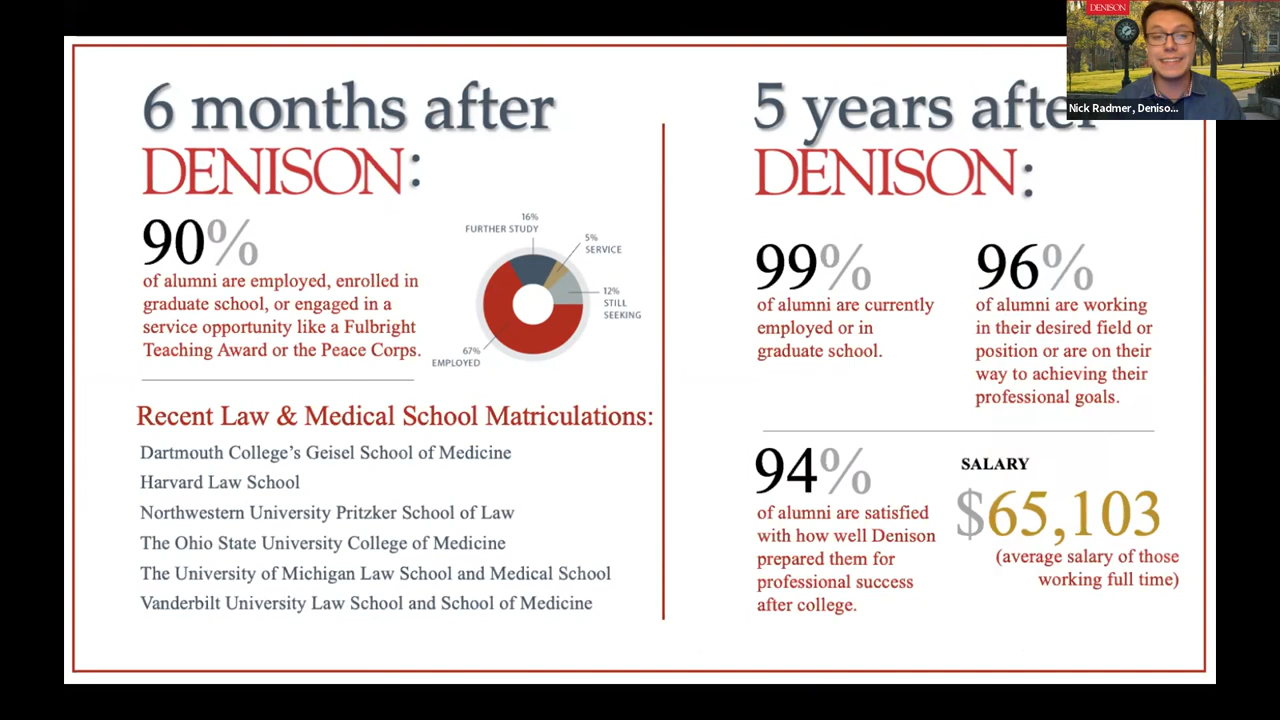 6 months after
DENISON:
90%
of alumni are employed, enrolled in
graduate school, or engaged in a
service opportunity like a Fulbright
Teaching Award or the Peace Corps.
16%
FURTHER STUDY
5%
SERVICE
12%
STILL
SEEKING
67%
EMPLOYED
Recent Law & Medical School Matriculations:
Dartmouth College's Geisel School of Medicine
Harvard Law School
Northwestern University Pritzker School of Law
The Ohio State University College of Medicine
The University of Michigan Law School and Medical School
Vanderbilt University Law School and School of Medicine
5 years after
DENISON:
99%
of alumni are currently
employed or in
graduate school.
96%
of alumni are working
in their desired field or
position or are on their
way to achieving their
professional goals.
94%
of alumni are satisfied
with how well Denison
prepared them for
professional success
after college.
SALARY
$65,103
(average salary of those
working full time)
DENISON
Nick Radmer, Deniso...